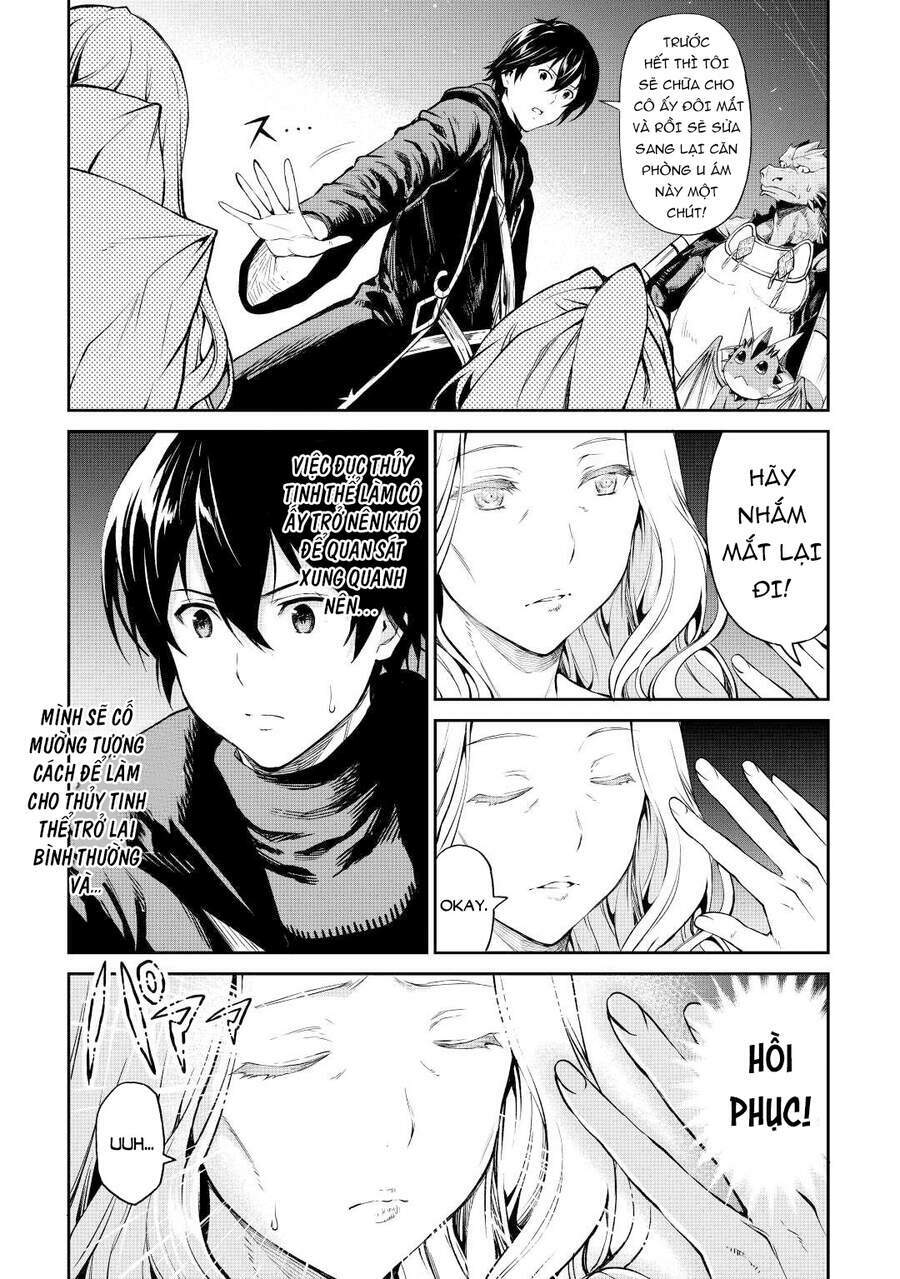 TRƯỚC
HẾT THÌ TÔI
SẼ CHỮA CHO
CÔ ẤY ĐÔI MẮT
VÀ RỒI SẼ SỬA
SANG LẠI CĂN
PHÒNG U ÁM
NÀY MỘT
CHÚT!
ス…
HÃY
NHẮM
MẮT LẠI
ĐI!
VIỆC ĐỤC THỦY
TINH THỂ LÀM CÔ
ẤY TRỞ NÊN KHÓ
ĐỂ QUAN SÁT
XUNG QUANH
NÊN...
MÌNH SẼ CỐ
MƯỜNG TƯỢNG
CÁCH ĐỂ LÀM
CHO THỦY TINH
THỂ TRỞ LẠI
BÌNH THƯỜNG
VÀ...
OKAY.
HỒI
PHỤC!
パァァ
UUH...